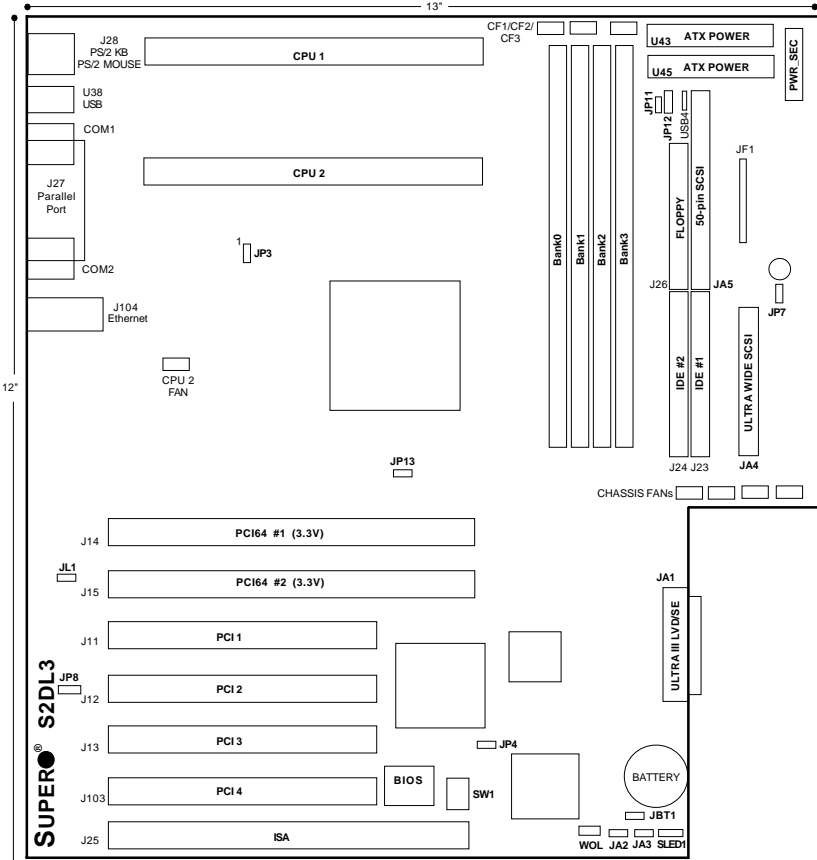 13"
12"
J28
PS/2 KB
PS/2 MOUSE
U38
USB
COM1
J27
Parallel
Port
COM2
J104
Ethernet
CPU 1
CPU 2
1
JP3
CPU 2
FAN
JP13
CF1/CF2/
CF3
Bank0
Bank1
Bank2
Bank3
U43 ATX POWER
U45 ATX POWER
PWR_SEC
JP11
JP12
USB4
FLOPPY
50-pin SCSI
JF1
J26
JA5
JP7
IDE #2
IDE #1
ULTRA WIDE SCSI
J24 J23
JA4
CHASSIS FANs
J14
PCI64 #1 (3.3V)
JL1
J15
PCI64 #2 (3.3V)
J11
PCI 1
JP8
J12
PCI 2
J13
PCI 3
J103
PCI 4
J25
ISA
SUPER® S2DL3
JA1
ULTRA III LVD/SE
JP4
BIOS
SW1
BATTERY
JBT1
WOL
JA2
JA3
SLED1